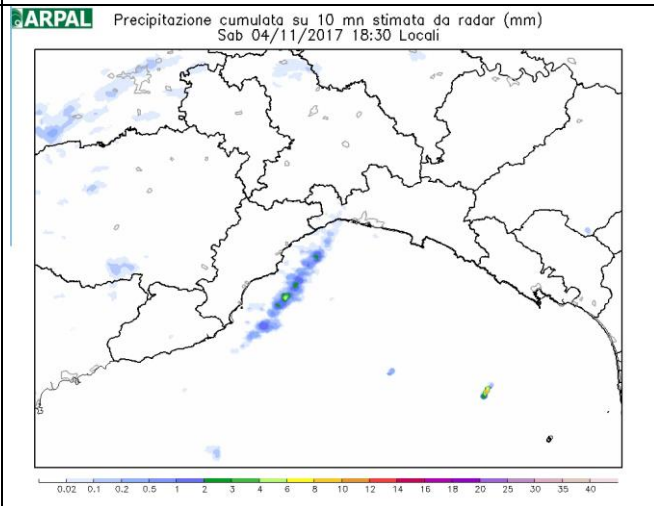 ARPAL
Precipitazione cumulata su 10 mn stimata da radar (mm)
Sab 04/11/2017 18:30 Locali
0.02 0.1 0.2 0.5 1 2 3 4 6 8 10 12 14 16 18 20 25 30 35 40